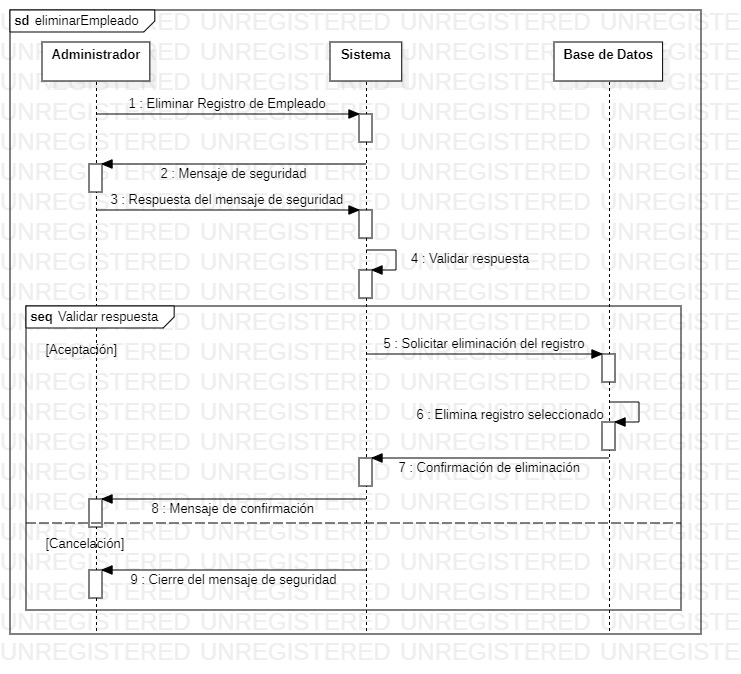 sd eliminarEmpleado
Administrador
Sistema
Base de Datos
1 : Eliminar Registro de Empleado
2 : Mensaje de seguridad
3 : Respuesta del mensaje de seguridad
4 : Validar respuesta
seq Validar respuesta
[Aceptación]
5 : Solicitar eliminación del registro
6 : Elimina registro seleccionado
7 : Confirmación de eliminación
8 : Mensaje de confirmación
[Cancelación]
9 : Cierre del mensaje de seguridad
UNREGISTERED UNREGISTERED UNREGISTERED UNREGISTE